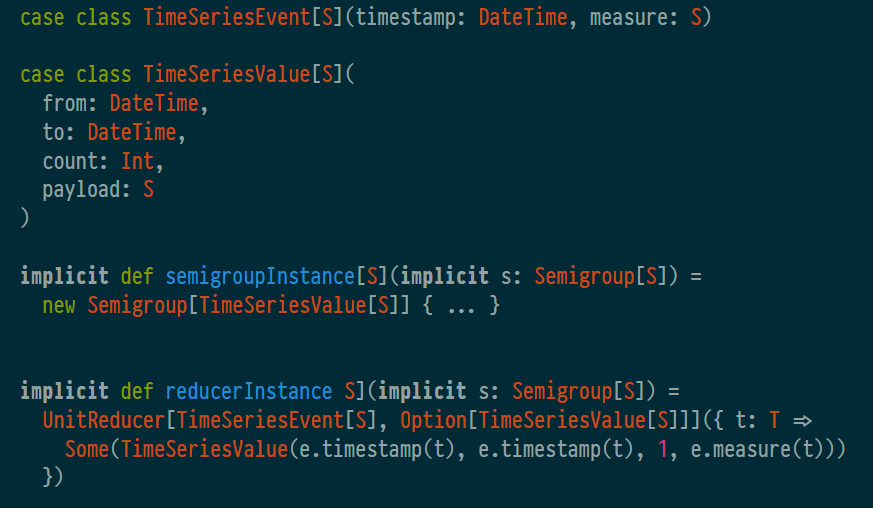 case class TimeSeriesEvent[S](timestamp: DateTime, measure: S)
case class TimeSeriesValue[S](
from: DateTime,
to: DateTime,
count: Int,
payload: S
)
implicit def semigroupInstance[S](implicit s: Semigroup[S]) =
new Semigroup[TimeSeriesValue[S]] { ... }
implicit def reducerInstance S](implicit s: Semigroup[S]) =
UnitReducer[TimeSeriesEvent[S], Option[TimeSeriesValue[S]]]({ t: T ⇒
Some(TimeSeriesValue(e.timestamp(t), e.timestamp(t), 1, e.measure(t)))
})